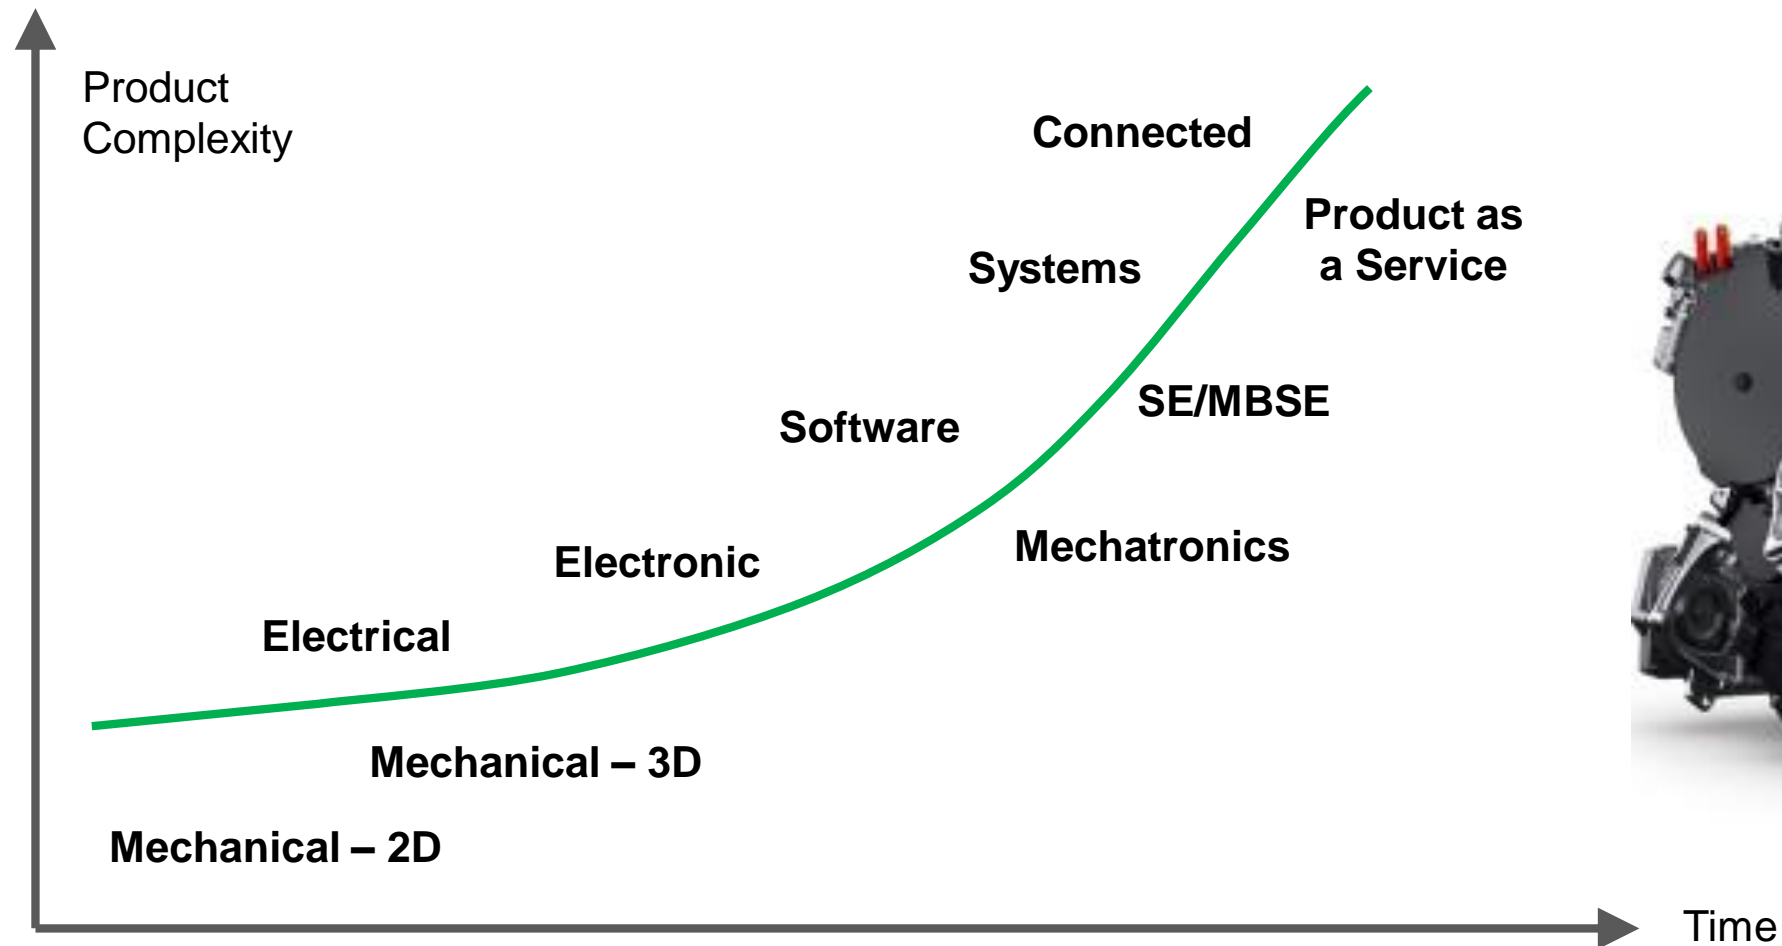 Product
Complexity
Connected
Product as
a Service
Systems
SE/MBSE
Software
Mechatronics
Electronic
Electrical
Mechanical – 3D
Mechanical – 2D
Time